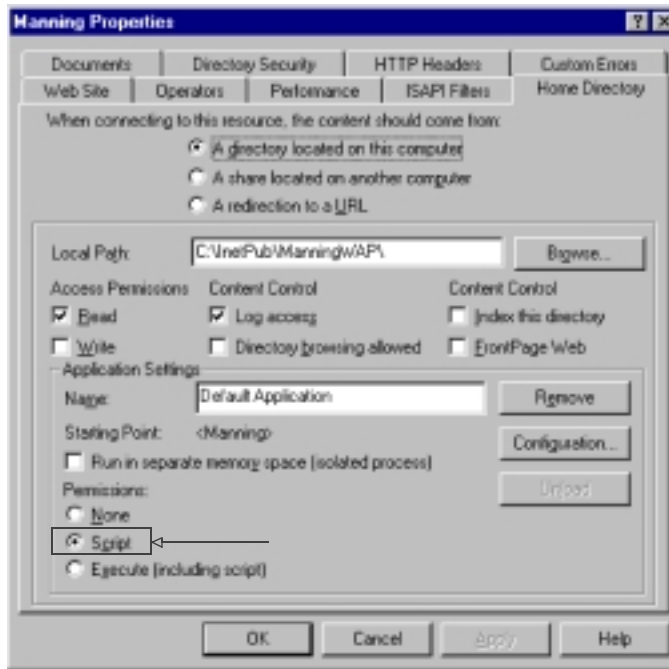 Manning Properties
Documents Directory Security HTTP Headers Custom Errors
Web Site Operators Performance ISAPI Filters Home Directory
When connecting to this resource, the content should come from:
A directory located on this computer
A share located on another computer
A redirection to a URL
Local Path: C:\InetPub\ManningWAP\ Browse...
Access Permissions Content Control Content Control
Read Log access Index this directory
Write Directory browsing allowed FrontPage Web
Application Settings
Name: Default Application Remove
Starting Point: <Manning> Configuration...
Run in separate memory space (isolated process)
Permissions: Unload
None
Script
Execute (including script)
OK Cancel Apply Help